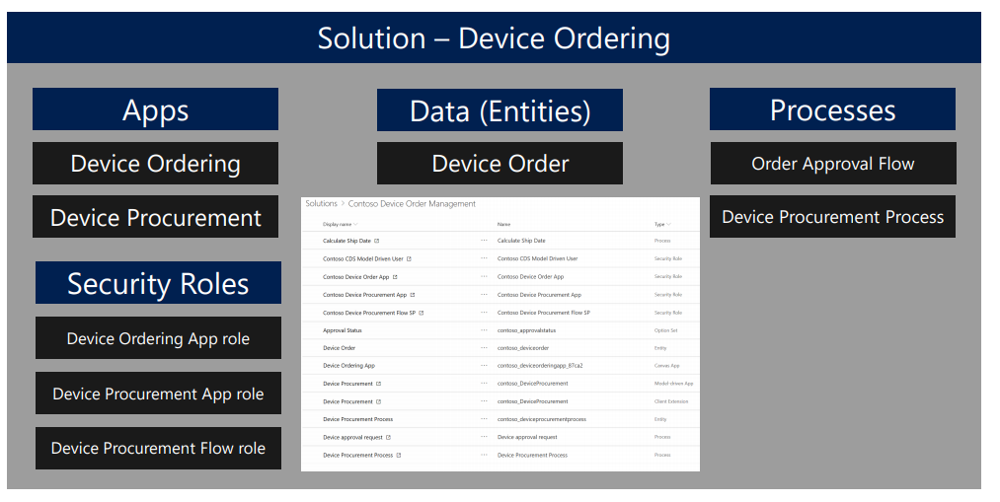 Solution – Device Ordering
Apps
Device Ordering
Device Procurement
Security Roles
Device Ordering App role
Device Procurement App role
Device Procurement Flow role
Data (Entities)
Device Order
Solutions > Contoso Device Order Management
Display name Name Type
Calculate Ship Date ... Calculate Ship Date Process
Contoso CDS Model Driven User ... Contoso CDS Model Driven User Security Role
Contoso Device Order App ... Contoso Device Order App Security Role
Contoso Device Procurement App ... Contoso Device Procurement App Security Role
Contoso Device Procurement Flow SP ... Contoso Device Procurement Flow SP Security Role
Approval Status ... contoso_approvalstatus Option Set
Device Order ... contoso_deviceorder Entity
Device Ordering App ... contoso_deviceorderingapp_87ca2 Canvas App
Device Procurement ... contoso_DeviceProcurement Model-driven App
Device Procurement ... contoso_DeviceProcurement Client Extension
Device Procurement Process ... contoso_deviceprocurementprocess Entity
Device approval request ... Device approval request Process
Device Procurement Process ... Device Procurement Process Process
Processes
Order Approval Flow
Device Procurement Process